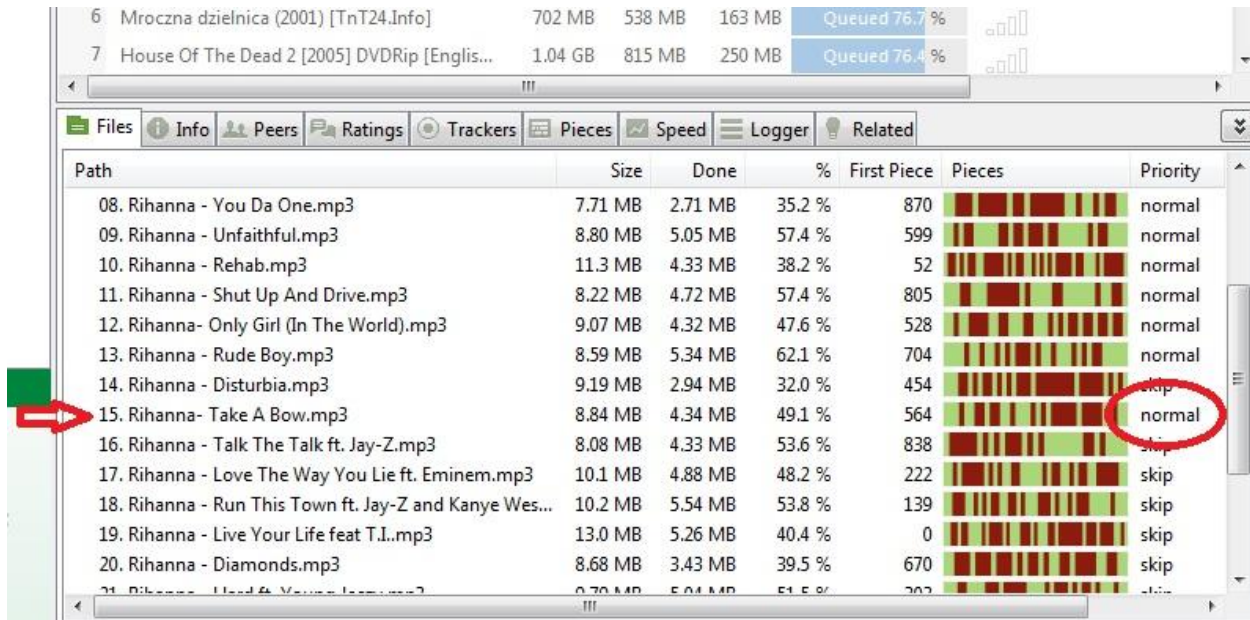 6 Mroczna dzielnica (2001) [TnT24.Info] 702 MB 538 MB 163 MB Queued 76.7 %
7 House Of The Dead 2 [2005] DVDRip [Englis... 1.04 GB 815 MB 250 MB Queued 76.4 %
Files Info Peers Ratings Trackers Pieces Speed Logger Related
Path Size Done % First Piece Pieces Priority
08. Rihanna - You Da One.mp3 7.71 MB 2.71 MB 35.2 % 870 normal
09. Rihanna - Unfaithful.mp3 8.80 MB 5.05 MB 57.4 % 599 normal
10. Rihanna - Rehab.mp3 11.3 MB 4.33 MB 38.2 % 52 normal
11. Rihanna - Shut Up And Drive.mp3 8.22 MB 4.72 MB 57.4 % 805 normal
12. Rihanna- Only Girl (In The World).mp3 9.07 MB 4.32 MB 47.6 % 528 normal
13. Rihanna - Rude Boy.mp3 8.59 MB 5.34 MB 62.1 % 704 normal
14. Rihanna - Disturbia.mp3 9.19 MB 2.94 MB 32.0 % 454 skip
15. Rihanna- Take A Bow.mp3 8.84 MB 4.34 MB 49.1 % 564 normal
16. Rihanna - Talk The Talk ft. Jay-Z.mp3 8.08 MB 4.33 MB 53.6 % 838 skip
17. Rihanna - Love The Way You Lie ft. Eminem.mp3 10.1 MB 4.88 MB 48.2 % 222 skip
18. Rihanna - Run This Town ft. Jay-Z and Kanye Wes... 10.2 MB 5.54 MB 53.8 % 139 skip
19. Rihanna - Live Your Life feat T.I..mp3 13.0 MB 5.26 MB 40.4 % 0 skip
20. Rihanna - Diamonds.mp3 8.68 MB 3.43 MB 39.5 % 670 skip